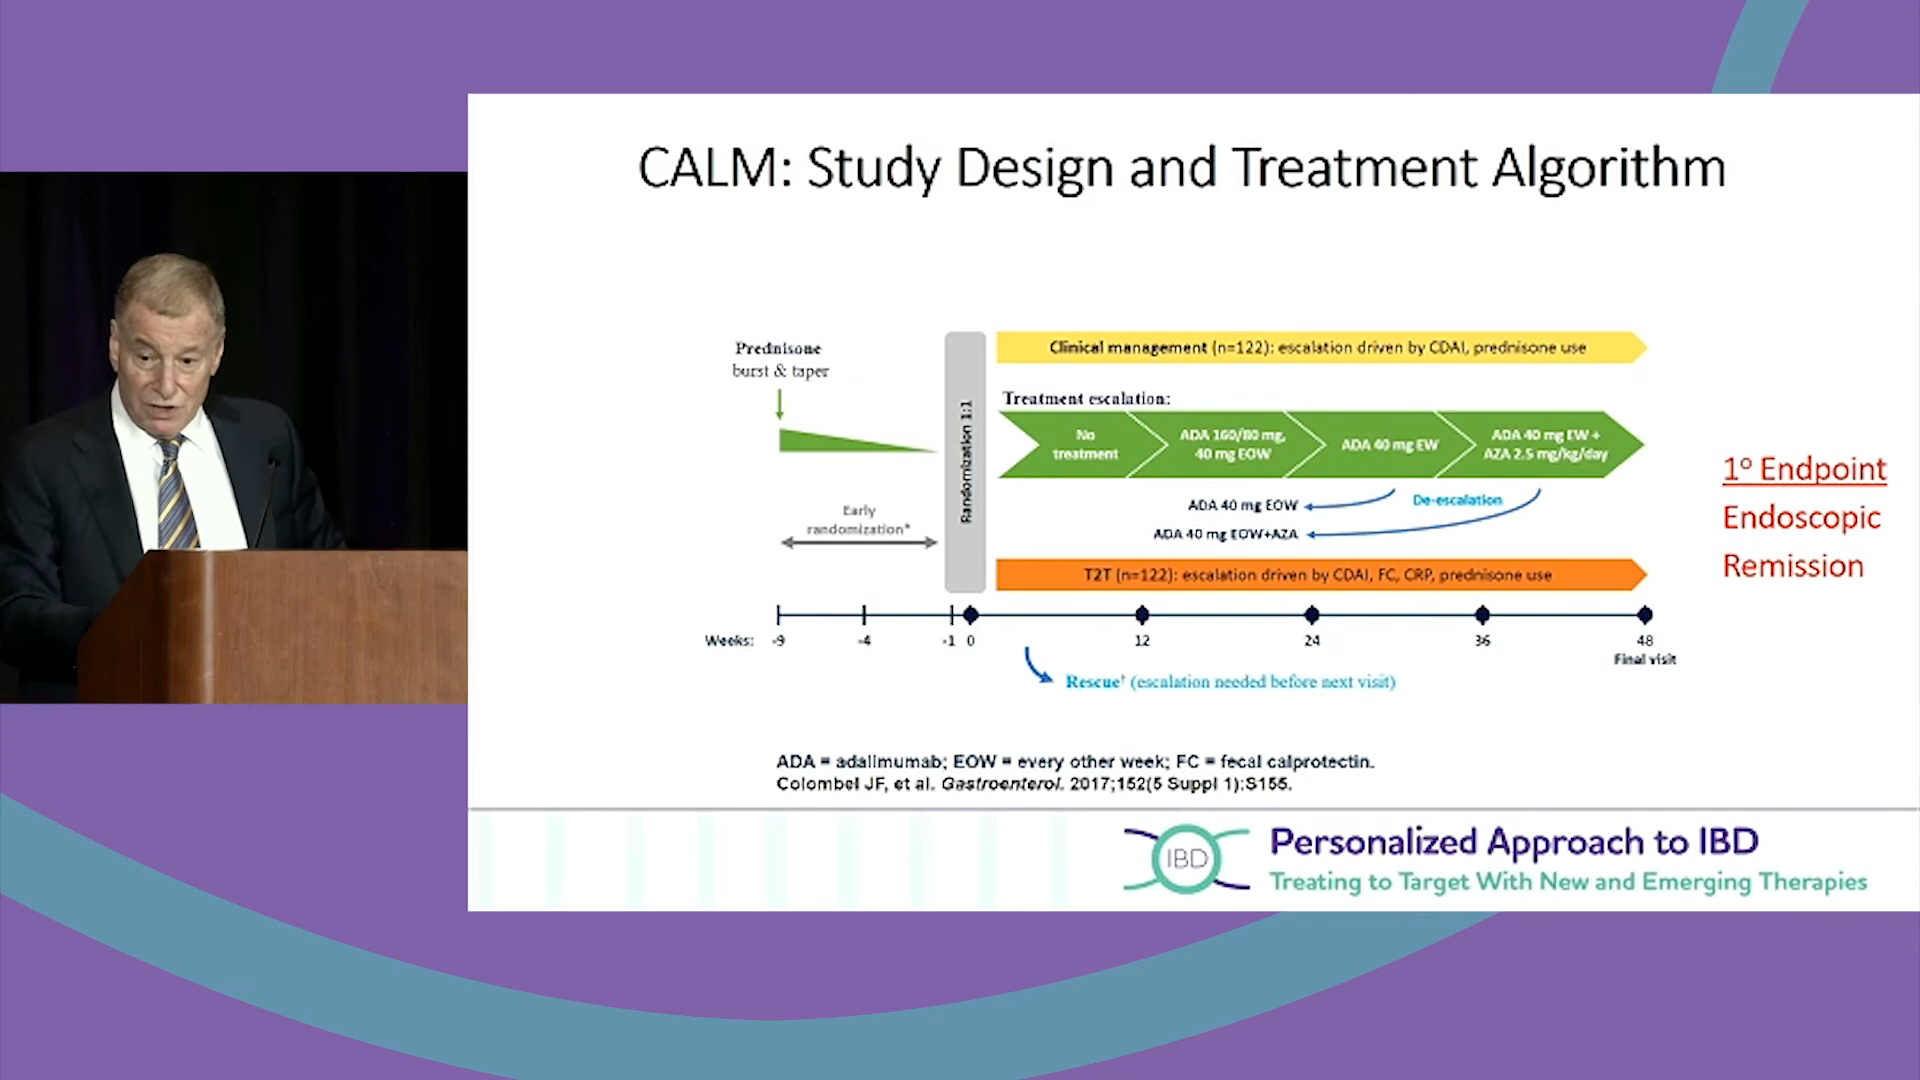 CALM: Study Design and Treatment Algorithm
Prednisone
burst & taper
Early
randomization*
Randomization 1:1
Clinical management (n=122): escalation driven by CDAI, prednisone use
Treatment escalation:
No
treatment
ADA 160/80 mg,
40 mg EOW
ADA 40 mg EW
ADA 40 mg EW +
AZA 2.5 mg/kg/day
De-escalation
ADA 40 mg EOW
ADA 40 mg EOW+AZA
T2T (n=122): escalation driven by CDAI, FC, CRP, prednisone use
Weeks: -9 -4 -1 0 12 24 36 48
Final visit
Rescue† (escalation needed before next visit)
1º Endpoint
Endoscopic
Remission
ADA = adalimumab; EOW = every other week; FC = fecal calprotectin.
Colombel JF, et al. Gastroenterol. 2017;152(5 Suppl 1):S155.
IBD
Personalized Approach to IBD
Treating to Target With New and Emerging Therapies